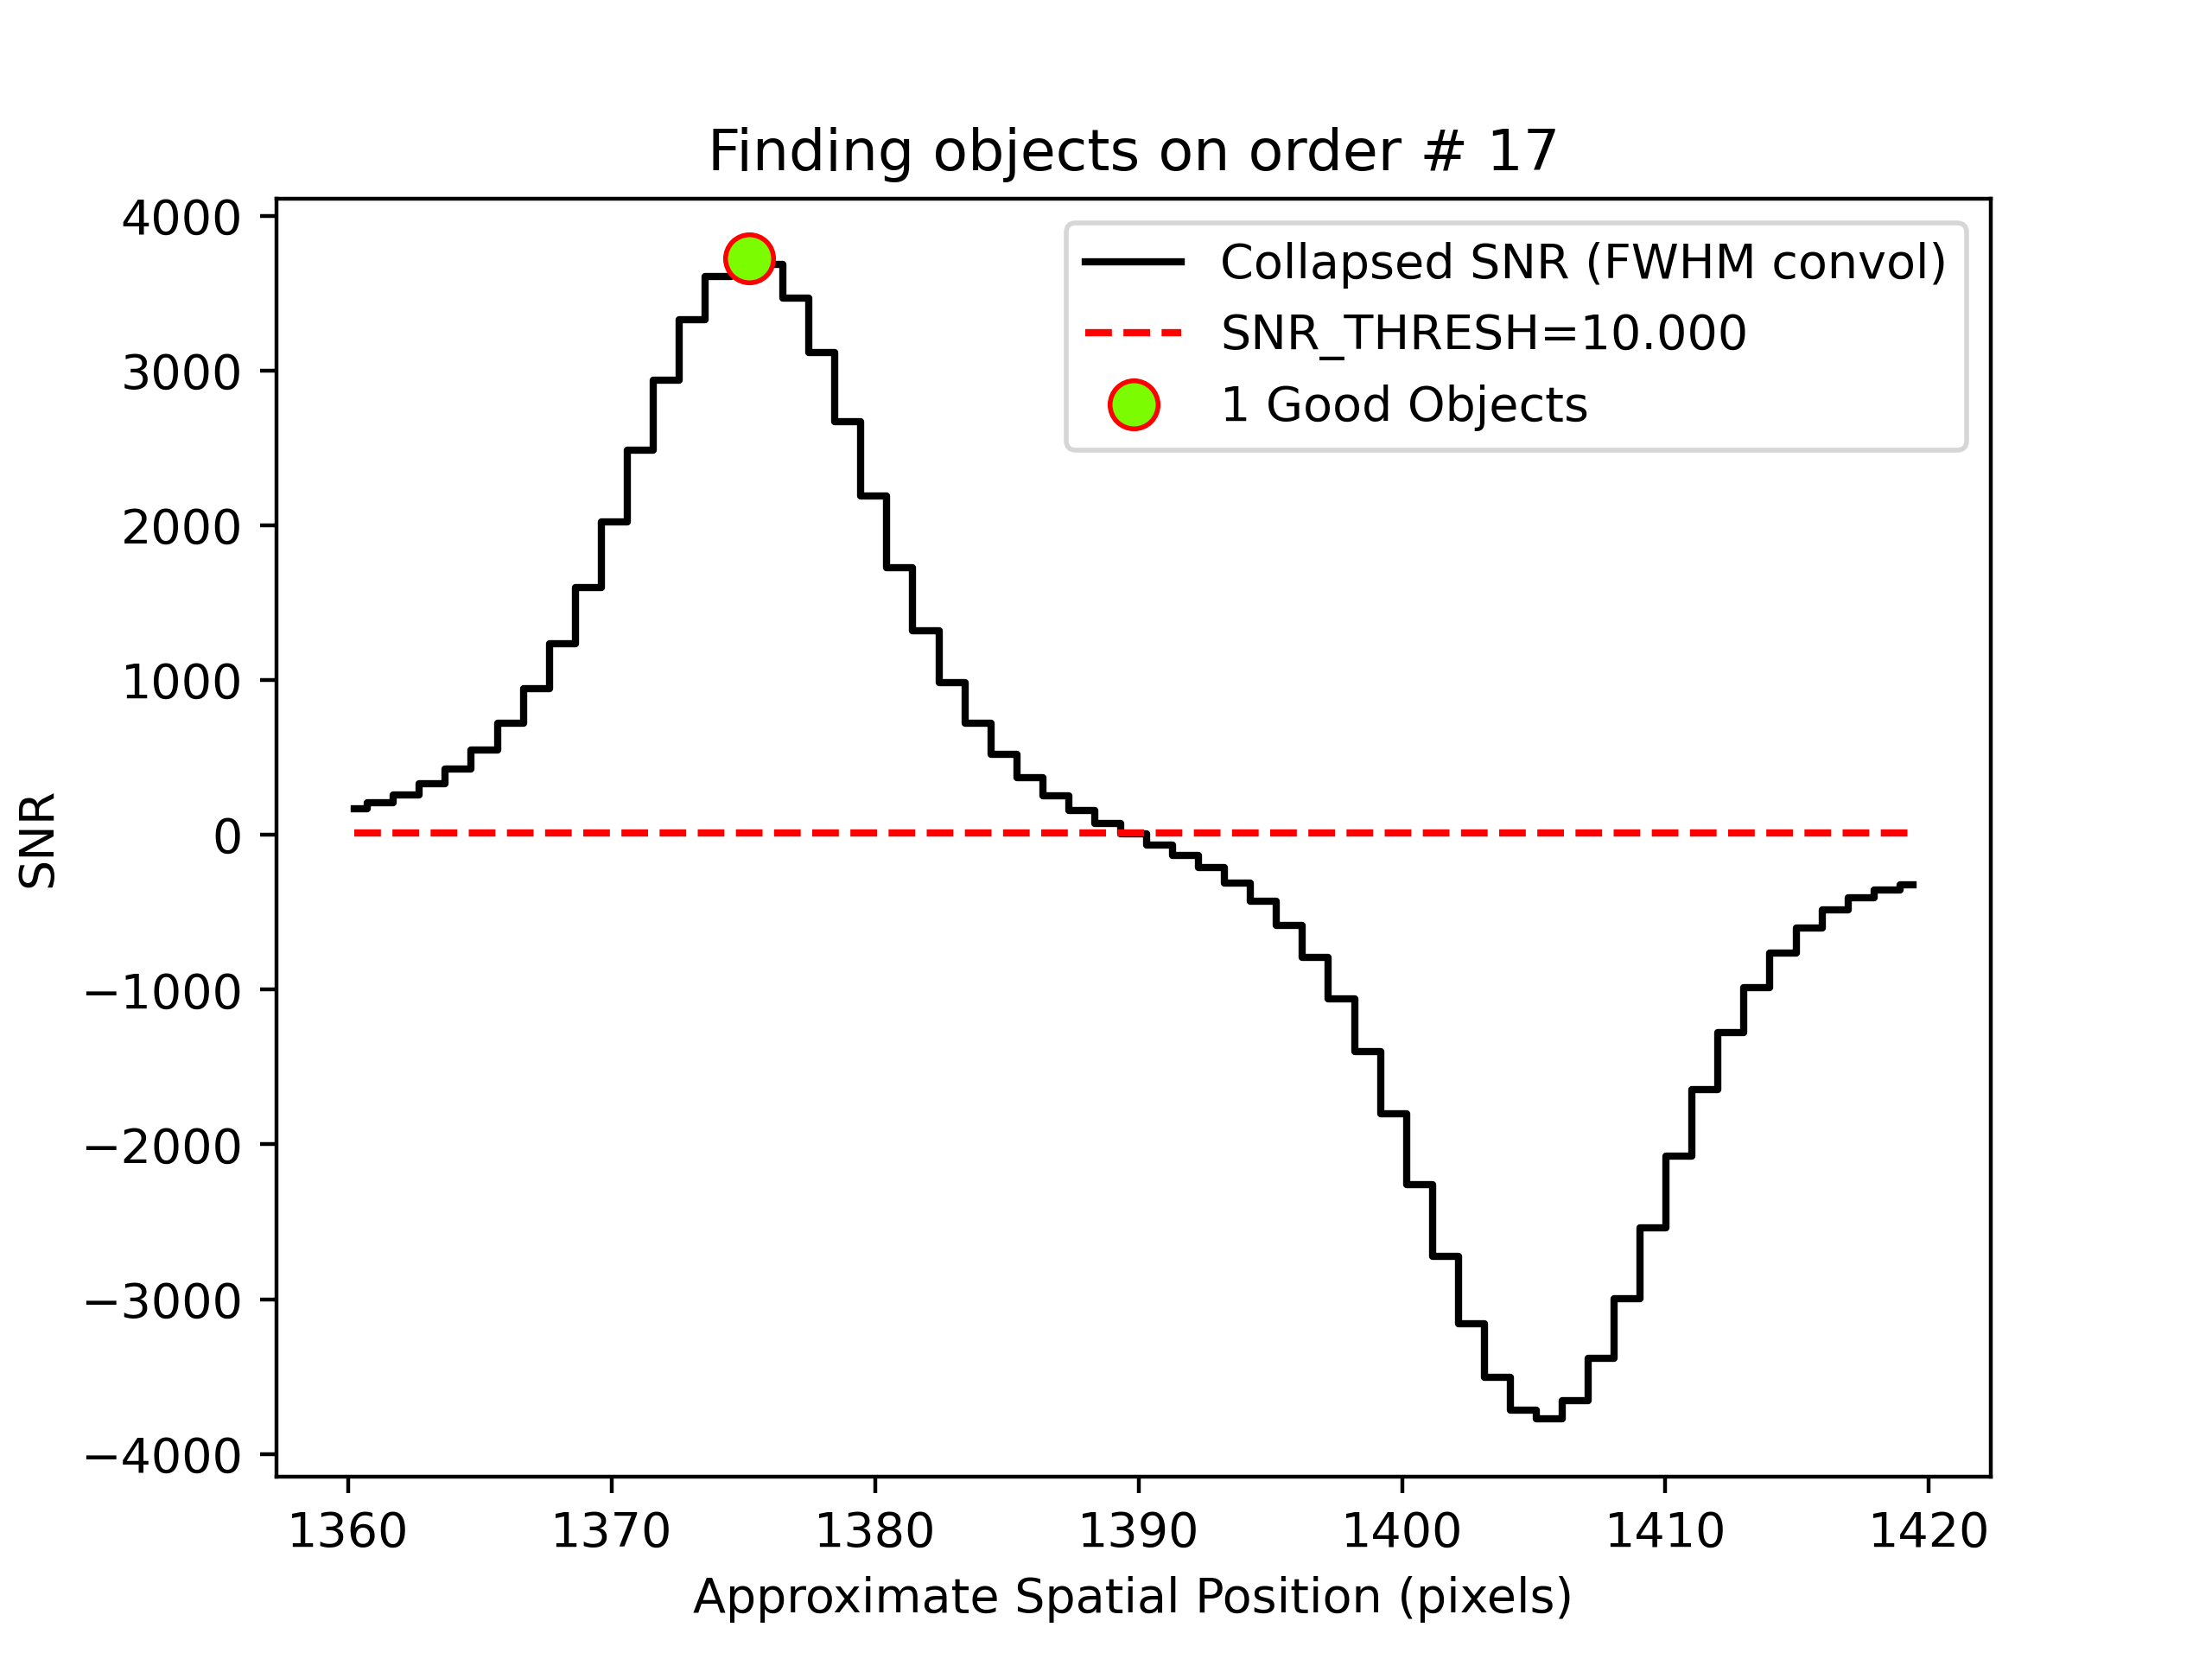 Finding objects on order # 17
4000
3000
2000
1000
0
−1000
−2000
−3000
−4000
SNR
Collapsed SNR (FWHM convol)
SNR_THRESH=10.000
1 Good Objects
1360 1370 1380 1390 1400 1410 1420
Approximate Spatial Position (pixels)